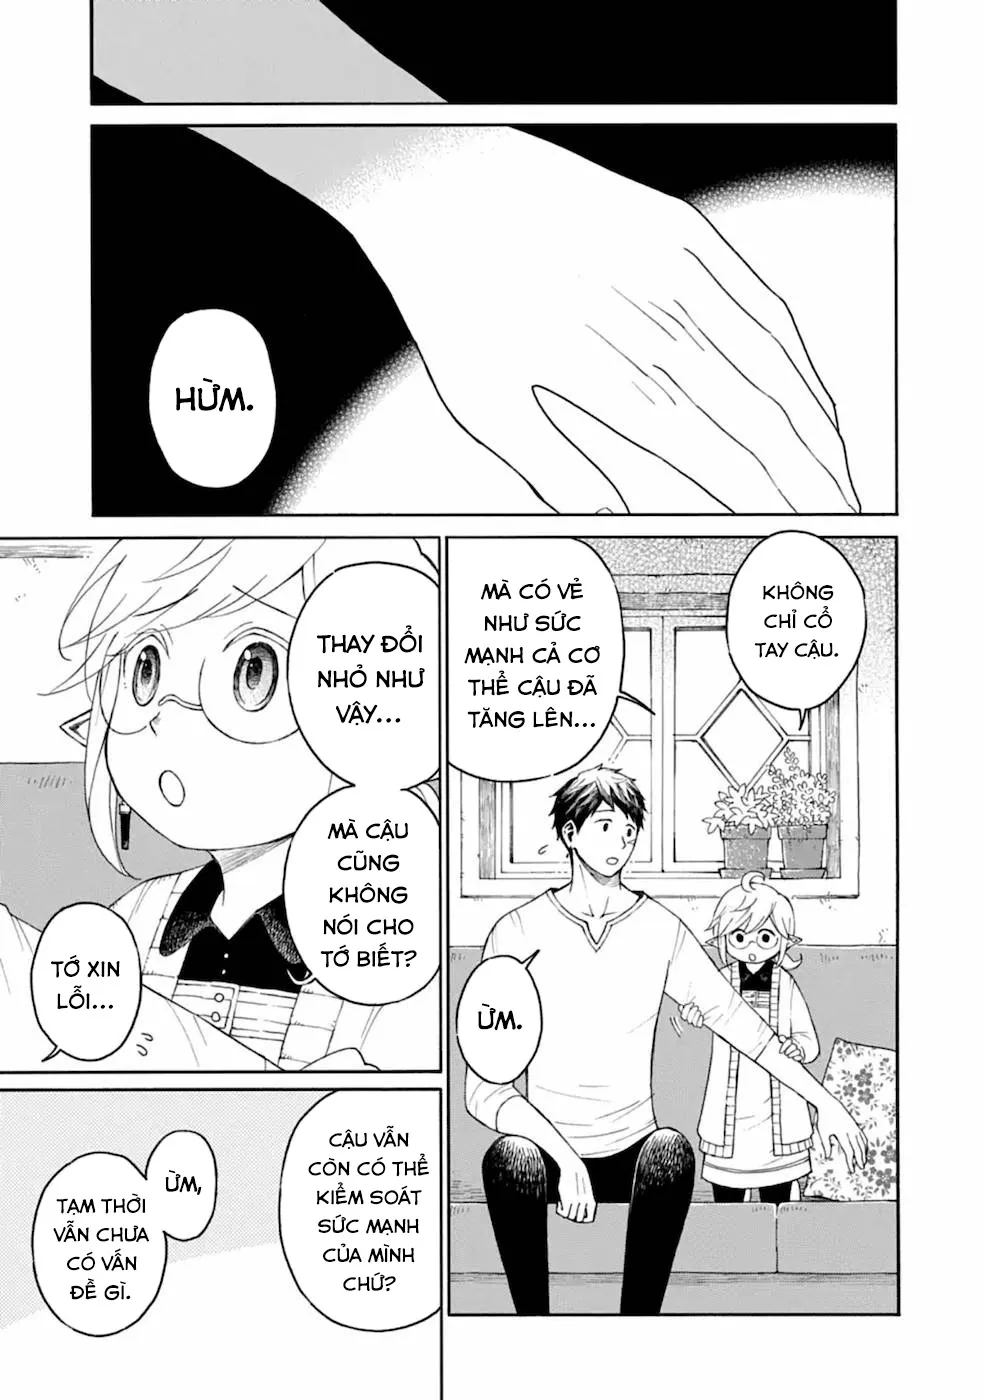 HỪM.
KHÔNG
CHỈ CỔ
TAY CẬU.
MÀ CÓ VẺ
NHƯ SỨC
MẠNH CẢ CƠ
THỂ CẬU ĐÃ
TĂNG LÊN...
ỪM.
THAY ĐỔI
NHỎ NHƯ
VẬY...
MÀ CẬU
CŨNG
KHÔNG
NÓI CHO
TỚ BIẾT?
TỚ XIN
LỖI...
CẬU VẪN
CÒN CÓ THỂ
KIỂM SOÁT
SỨC MẠNH
CỦA MÌNH
CHỨ?
ỪM,
TẠM THỜI
VẪN CHƯA
CÓ VẤN
ĐỀ GÌ.